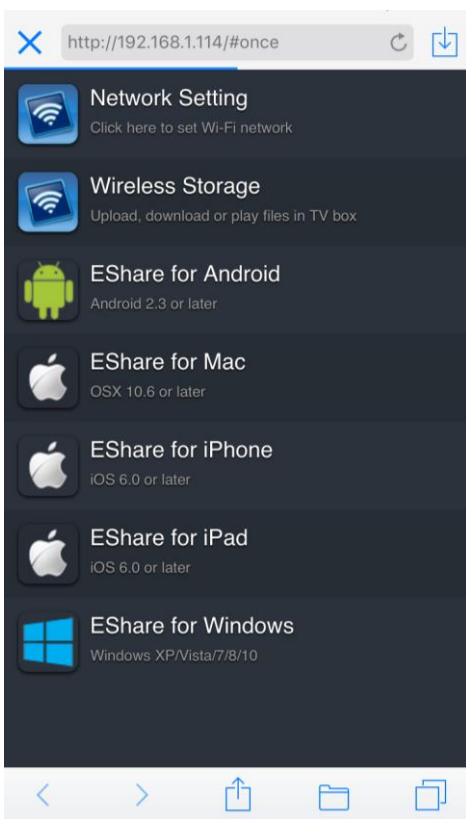 http://192.168.1.114/#once
Network Setting
Click here to set Wi-Fi network
Wireless Storage
Upload, download or play files in TV box
EShare for Android
Android 2.3 or later
EShare for Mac
OSX 10.6 or later
EShare for iPhone
iOS 6.0 or later
EShare for iPad
iOS 6.0 or later
EShare for Windows
Windows XP/Vista/7/8/10